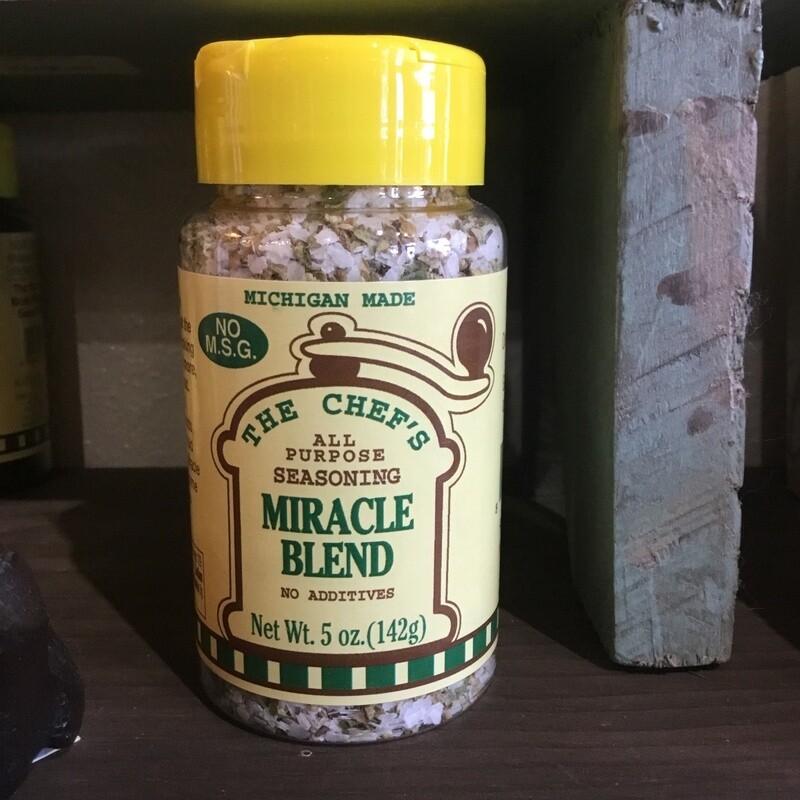 MICHIGAN MADE
NO
M.S.G.
THE CHEF'S
ALL
PURPOSE
SEASONING
MIRACLE
BLEND
NO ADDITIVES
Net Wt. 5 oz.(142g)